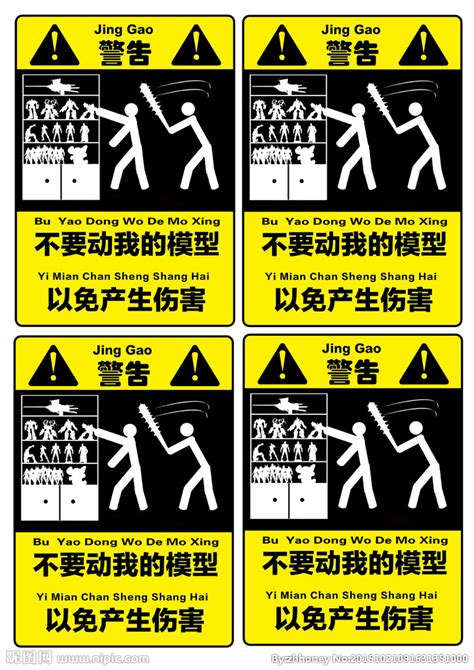 Jing Gao
警告
Bu Yao Dong Wo De Mo Xing
不要动我的模型
Yi Mian Chan Sheng Shang Hai
以免产生伤害
Jing Gao
警告
Bu Yao Dong Wo De Mo Xing
不要动我的模型
Yi Mian Chan Sheng Shang Hai
以免产生伤害
Jing Gao
警告
Bu Yao Dong Wo De Mo Xing
不要动我的模型
Yi Mian Chan Sheng Shang Hai
以免产生伤害
Jing Gao
警告
Bu Yao Dong Wo De Mo Xing
不要动我的模型
Yi Mian Chan Sheng Shang Hai
以免产生伤害
昵图网 www.nipic.com
By:zhhoney